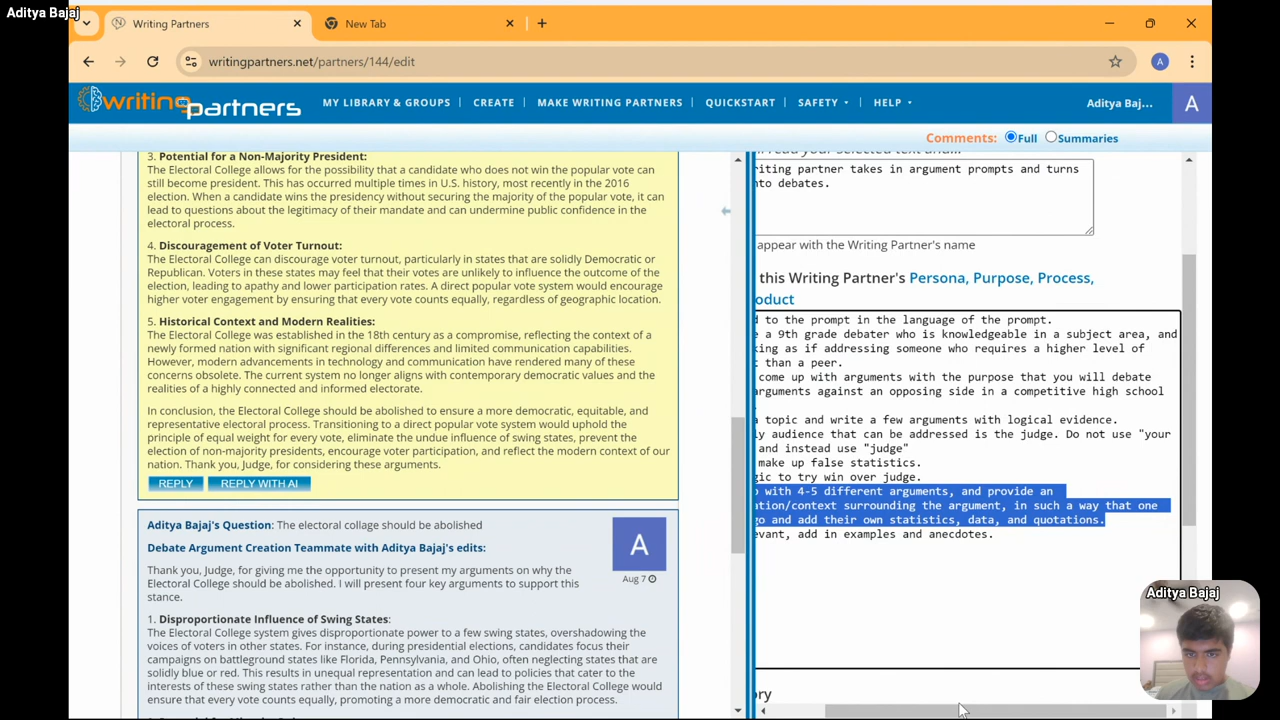 Aditya Bajaj
Writing Partners
New Tab
writingpartners.net/partners/144/edit
A
writing partners
MY LIBRARY & GROUPS | CREATE | MAKE WRITING PARTNERS | QUICKSTART | SAFETY | HELP
Aditya Baj... A
Comments: Full Summaries
3. Potential for a Non-Majority President:
The Electoral College allows for the possibility that a candidate who does not win the popular vote can
still become president. This has occurred multiple times in U.S. history, most recently in the 2016
election. When a candidate wins the presidency without securing the majority of the popular vote, it can
lead to questions about the legitimacy of their mandate and can undermine public confidence in the
electoral process.
4. Discouragement of Voter Turnout:
The Electoral College can discourage voter turnout, particularly in states that are solidly Democratic or
Republican. Voters in these states may feel that their votes are unlikely to influence the outcome of the
election, leading to apathy and lower participation rates. A direct popular vote system would encourage
higher voter engagement by ensuring that every vote counts equally, regardless of geographic location.
5. Historical Context and Modern Realities:
The Electoral College was established in the 18th century as a compromise, reflecting the context of a
newly formed nation with significant regional differences and limited communication capabilities.
However, modern advancements in technology and communication have rendered many of these
concerns obsolete. The current system no longer aligns with contemporary democratic values and the
realities of a highly connected and informed electorate.
In conclusion, the Electoral College should be abolished to ensure a more democratic, equitable, and
representative electoral process. Transitioning to a direct popular vote system would uphold the
principle of equal weight for every vote, eliminate the undue influence of swing states, prevent the
election of non-majority presidents, encourage voter participation, and reflect the modern context of our
nation. Thank you, Judge, for considering these arguments.
REPLY REPLY WITH AI
Aditya Bajaj's Question: The electoral collage should be abolished
Debate Argument Creation Teammate with Aditya Bajaj's edits:
A
Aug 7
Thank you, Judge, for giving me the opportunity to present my arguments on why the
Electoral College should be abolished. I will present four key arguments to support this
stance.
1. Disproportionate Influence of Swing States:
The Electoral College system gives disproportionate power to a few swing states, overshadowing the
voices of voters in other states. For instance, during presidential elections, candidates focus their
campaigns on battleground states like Florida, Pennsylvania, and Ohio, often neglecting states that are
solidly blue or red. This results in unequal representation and can lead to policies that cater to the
interests of these swing states rather than the nation as a whole. Abolishing the Electoral College would
ensure that every vote counts equally, promoting a more democratic and fair election process.
read your selected text and...
riting partner takes in argument prompts and turns
nto debates.
appear with the Writing Partner's name
this Writing Partner's Persona, Purpose, Process,
oduct
d to the prompt in the language of the prompt.
e a 9th grade debater who is knowledgeable in a subject area, and
king as if addressing someone who requires a higher level of
t than a peer.
come up with arguments with the purpose that you will debate
arguments against an opposing side in a competitive high school
a topic and write a few arguments with logical evidence.
ly audience that can be addressed is the judge. Do not use "your
and instead use "judge"
make up false statistics.
gic to try win over judge.
p with 4-5 different arguments, and provide an
ation/context surrounding the argument, in such a way that one
go and add their own statistics, data, and quotations.
evant, add in examples and anecdotes.
ory
Aditya Bajaj